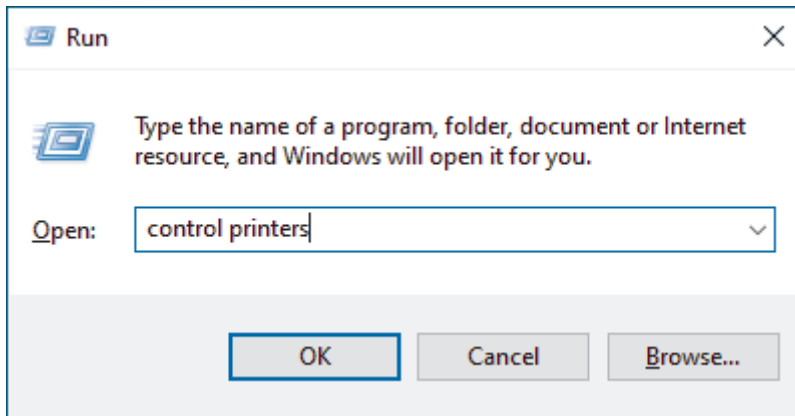 Run
Type the name of a program, folder, document or Internet
resource, and Windows will open it for you.
Open: control printers
OK Cancel Browse...